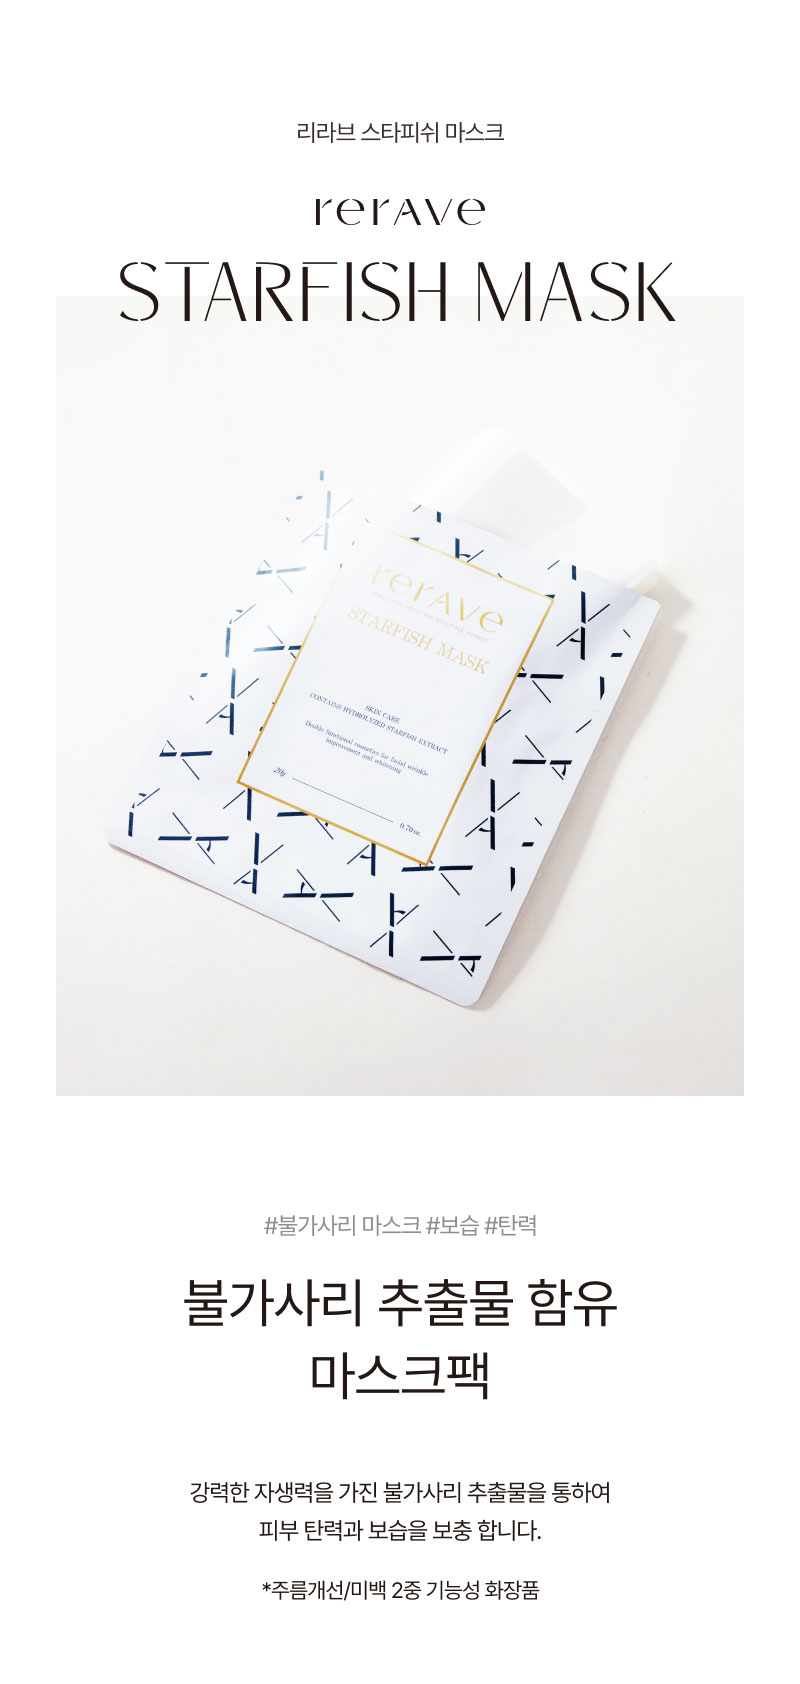 리라브 스타피쉬 마스크
rerAve
STARFISH MASK
rerAve
STARFISH MASK
SKIN CARE
CONTAINS HYDROLYZED STARFISH EXTRACT
Double functional cosmetics for facial wrinkle
improvement and whitening
20g
0.70 oz.
#불가사리 마스크 #보습 #탄력
불가사리 추출물 함유
마스크팩
강력한 자생력을 가진 불가사리 추출물을 통하여
피부 탄력과 보습을 보충 합니다.
*주름개선/미백 2중 기능성 화장품